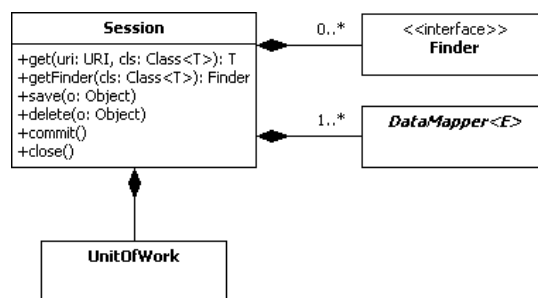 Session
+get(uri: URI, cls: Class<T>): T
+getFinder(cls: Class<T>): Finder
+save(o: Object)
+delete(o: Object)
+commit()
+close()
0..*
<<interface>>
Finder
1..*
DataMapper<E>
UnitOfWork